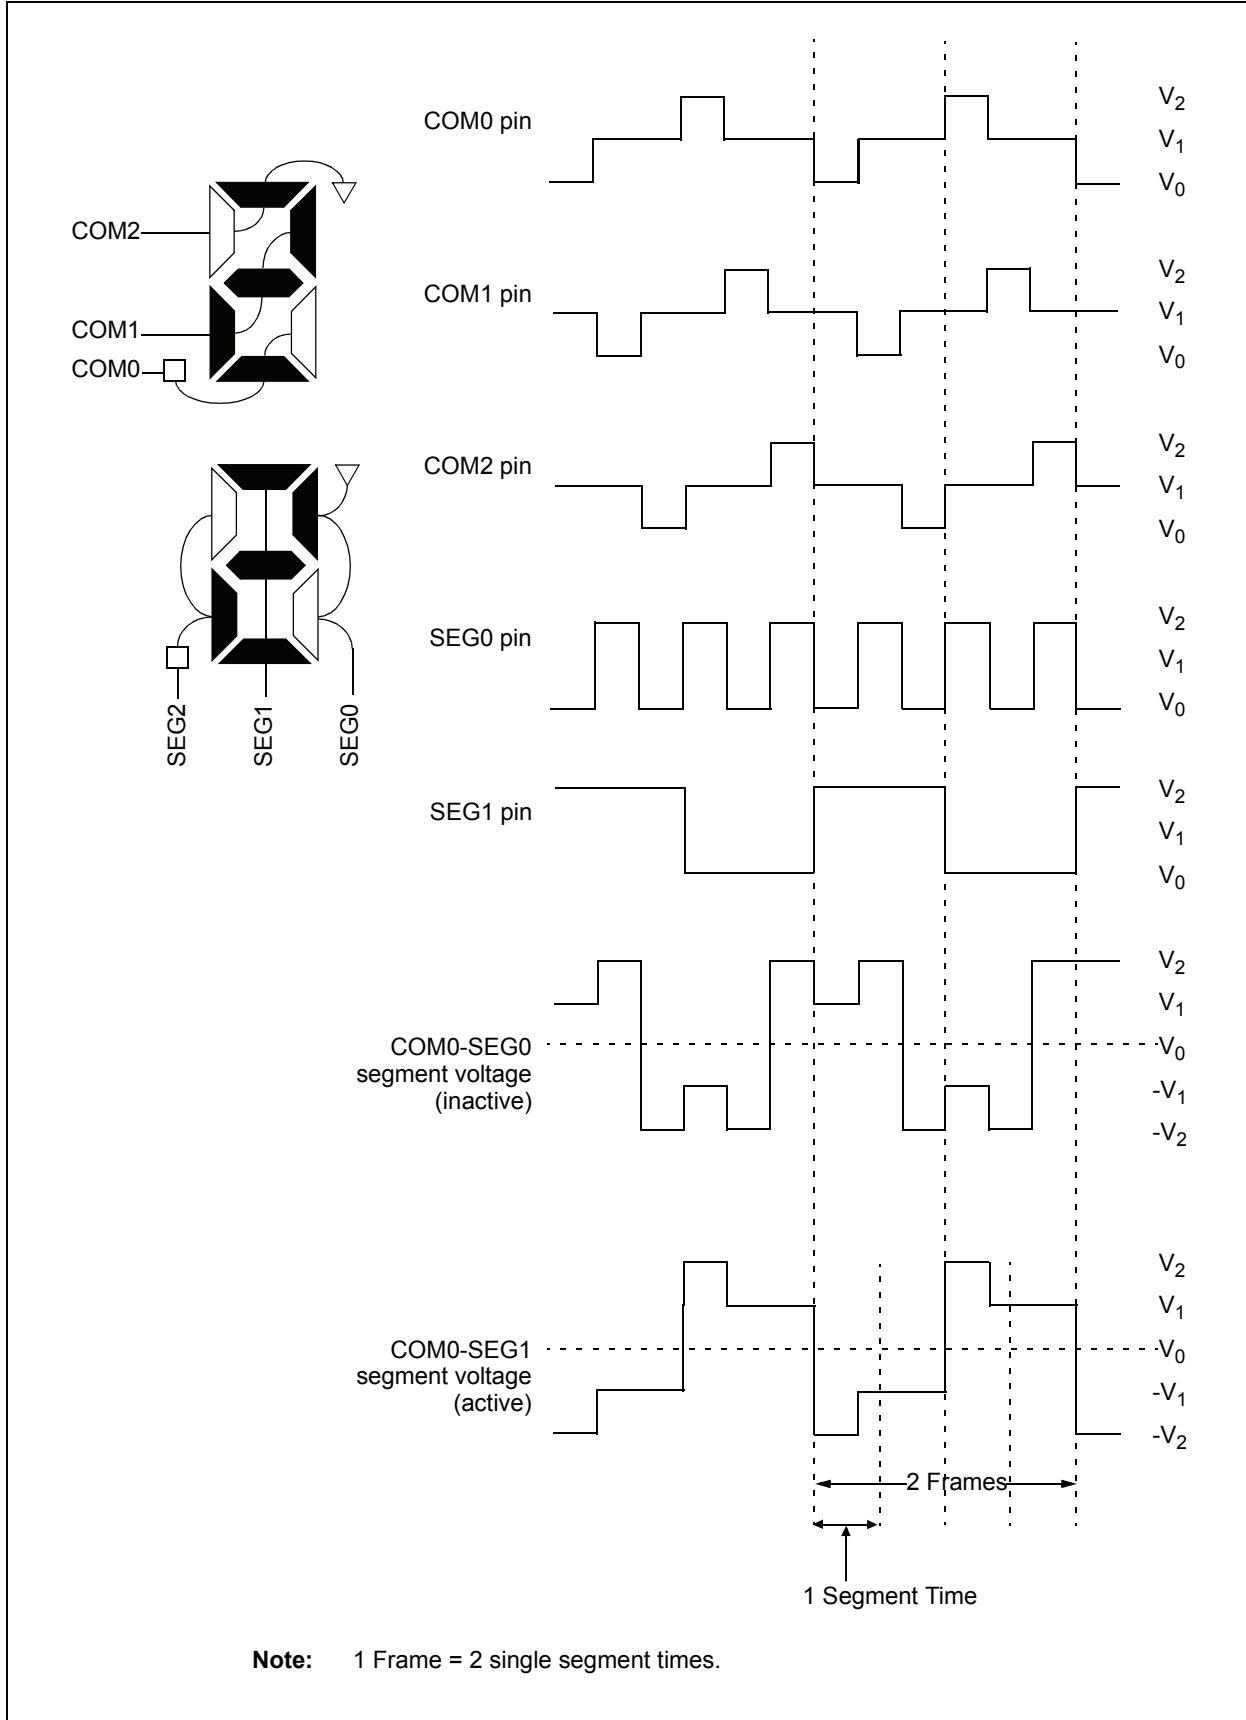 COM0 pin
V2
V1
V0
COM2
COM1
COM0
COM1 pin
V2
V1
V0
COM2 pin
V2
V1
V0
SEG2
SEG1
SEG0
SEG0 pin
V2
V1
V0
SEG1 pin
V2
V1
V0
COM0-SEG0
segment voltage
(inactive)
V2
V1
V0
-V1
-V2
COM0-SEG1
segment voltage
(active)
V2
V1
V0
-V1
-V2
2 Frames
1 Segment Time
Note: 1 Frame = 2 single segment times.